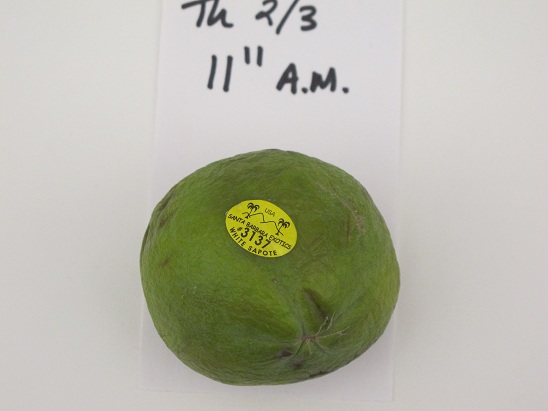 Th 2/3
11" A.M.
USA
SANTA BARBARA EXOTICS
#3137
WHITE SAPOTE